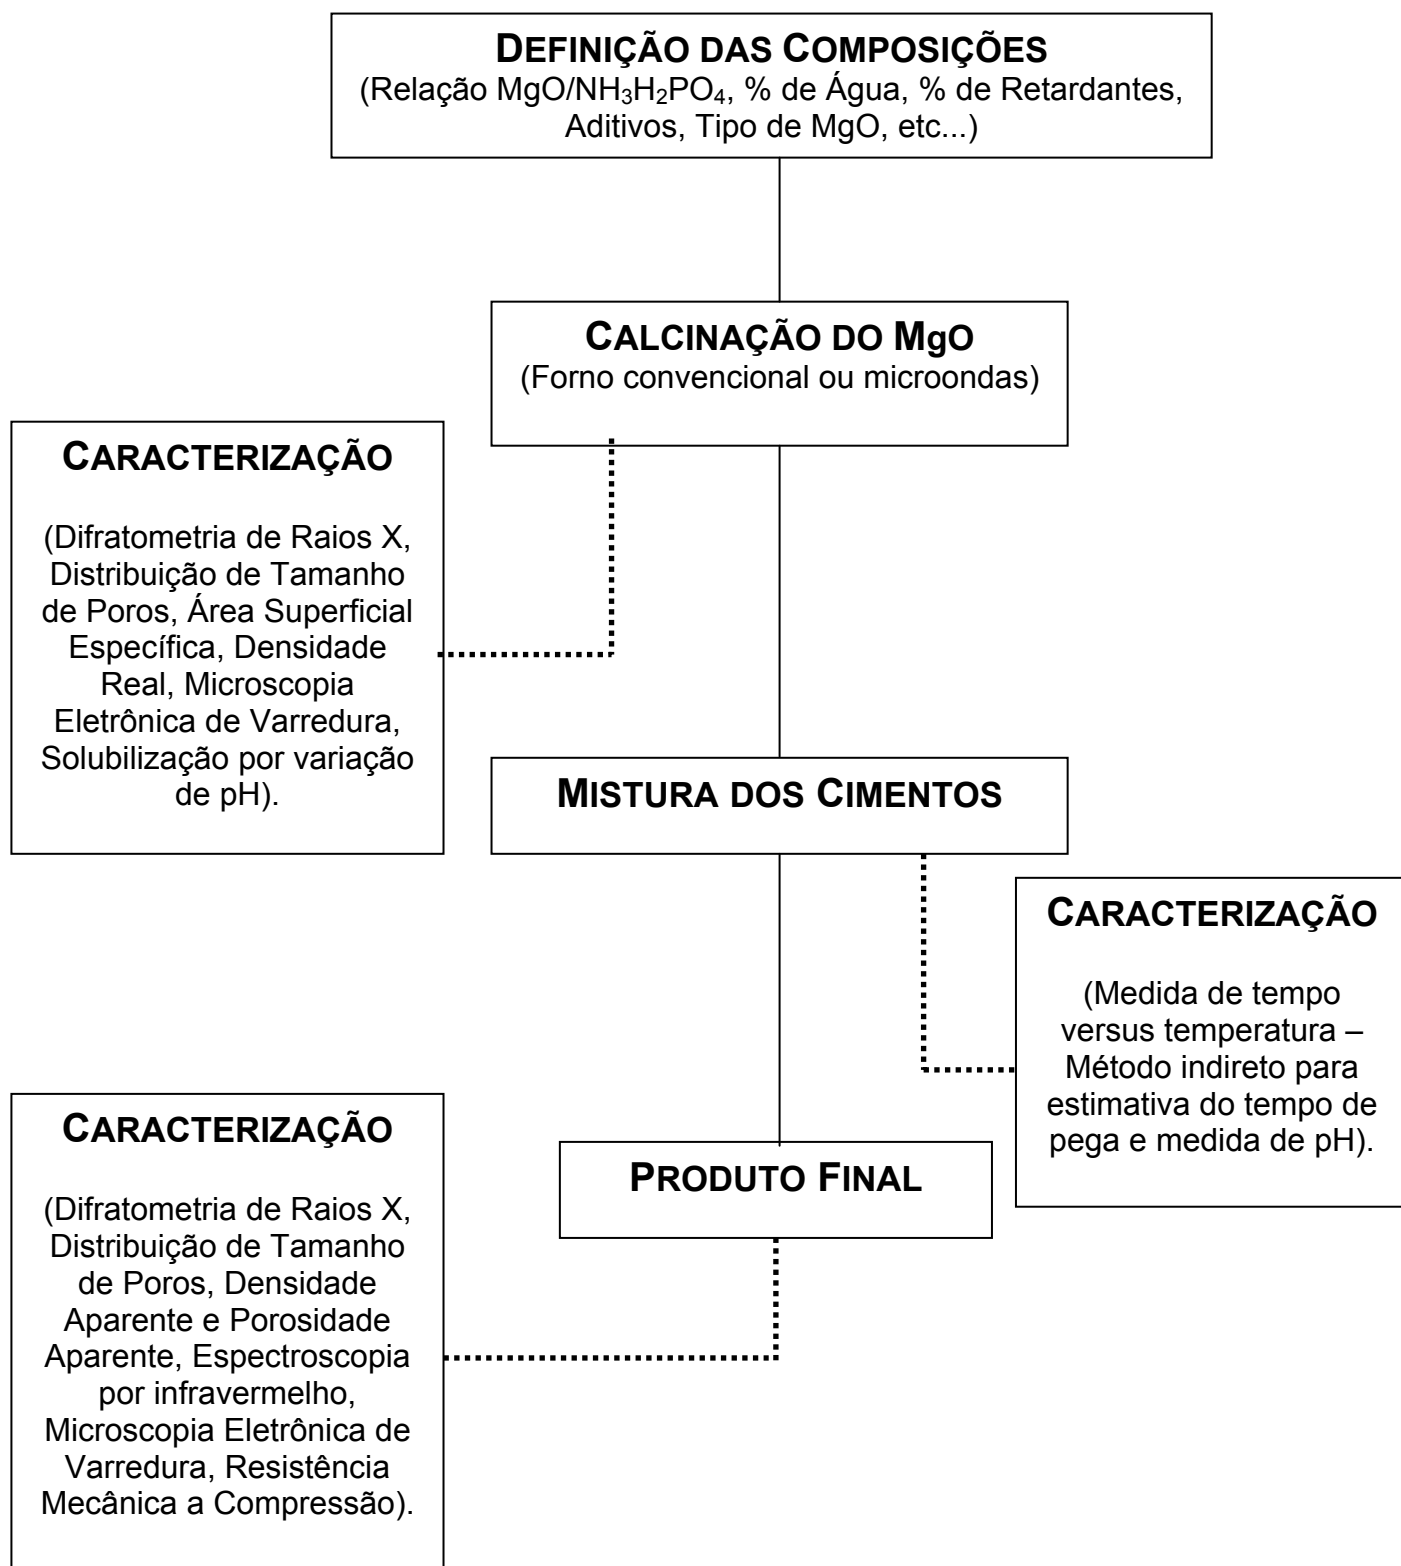 DEFINIÇÃO DAS COMPOSIÇÕES
(Relação MgO/NH₃H₂PO₄, % de Água, % de Retardantes,
Aditivos, Tipo de MgO, etc...)
CALCINAÇÃO DO MgO
(Forno convencional ou microondas)
CARACTERIZAÇÃO
(Difratometria de Raios X,
Distribuição de Tamanho
de Poros, Área Superficial
Específica, Densidade
Real, Microscopia
Eletrônica de Varredura,
Solubilização por variação
de pH).
MISTURA DOS CIMENTOS
CARACTERIZAÇÃO
(Medida de tempo
versus temperatura –
Método indireto para
estimativa do tempo de
pega e medida de pH).
PRODUTO FINAL
CARACTERIZAÇÃO
(Difratometria de Raios X,
Distribuição de Tamanho
de Poros, Densidade
Aparente e Porosidade
Aparente, Espectroscopia
por infravermelho,
Microscopia Eletrônica de
Varredura, Resistência
Mecânica a Compressão).